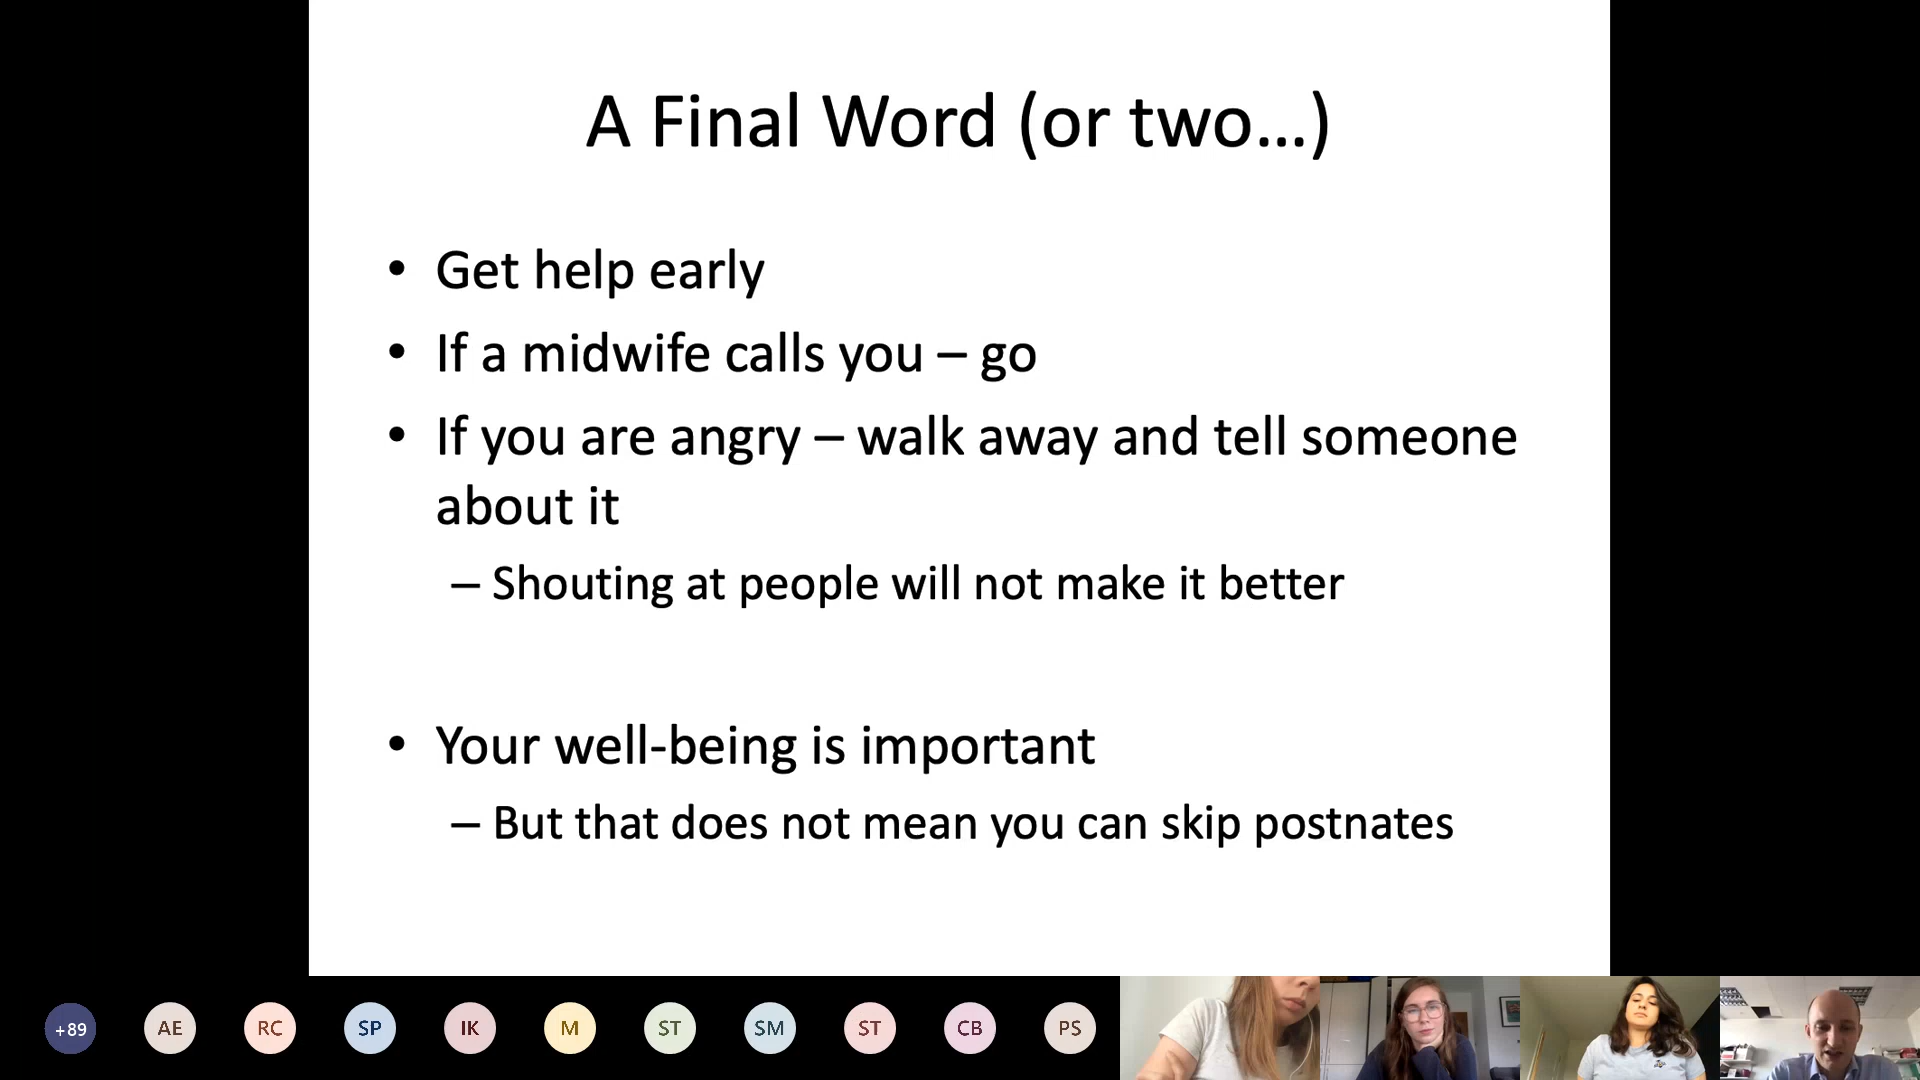 A Final Word (or two...)
• Get help early
• If a midwife calls you – go
• If you are angry – walk away and tell someone
about it
– Shouting at people will not make it better
• Your well-being is important
– But that does not mean you can skip postnates
+89 AE RC SP IK M ST SM ST CB PS